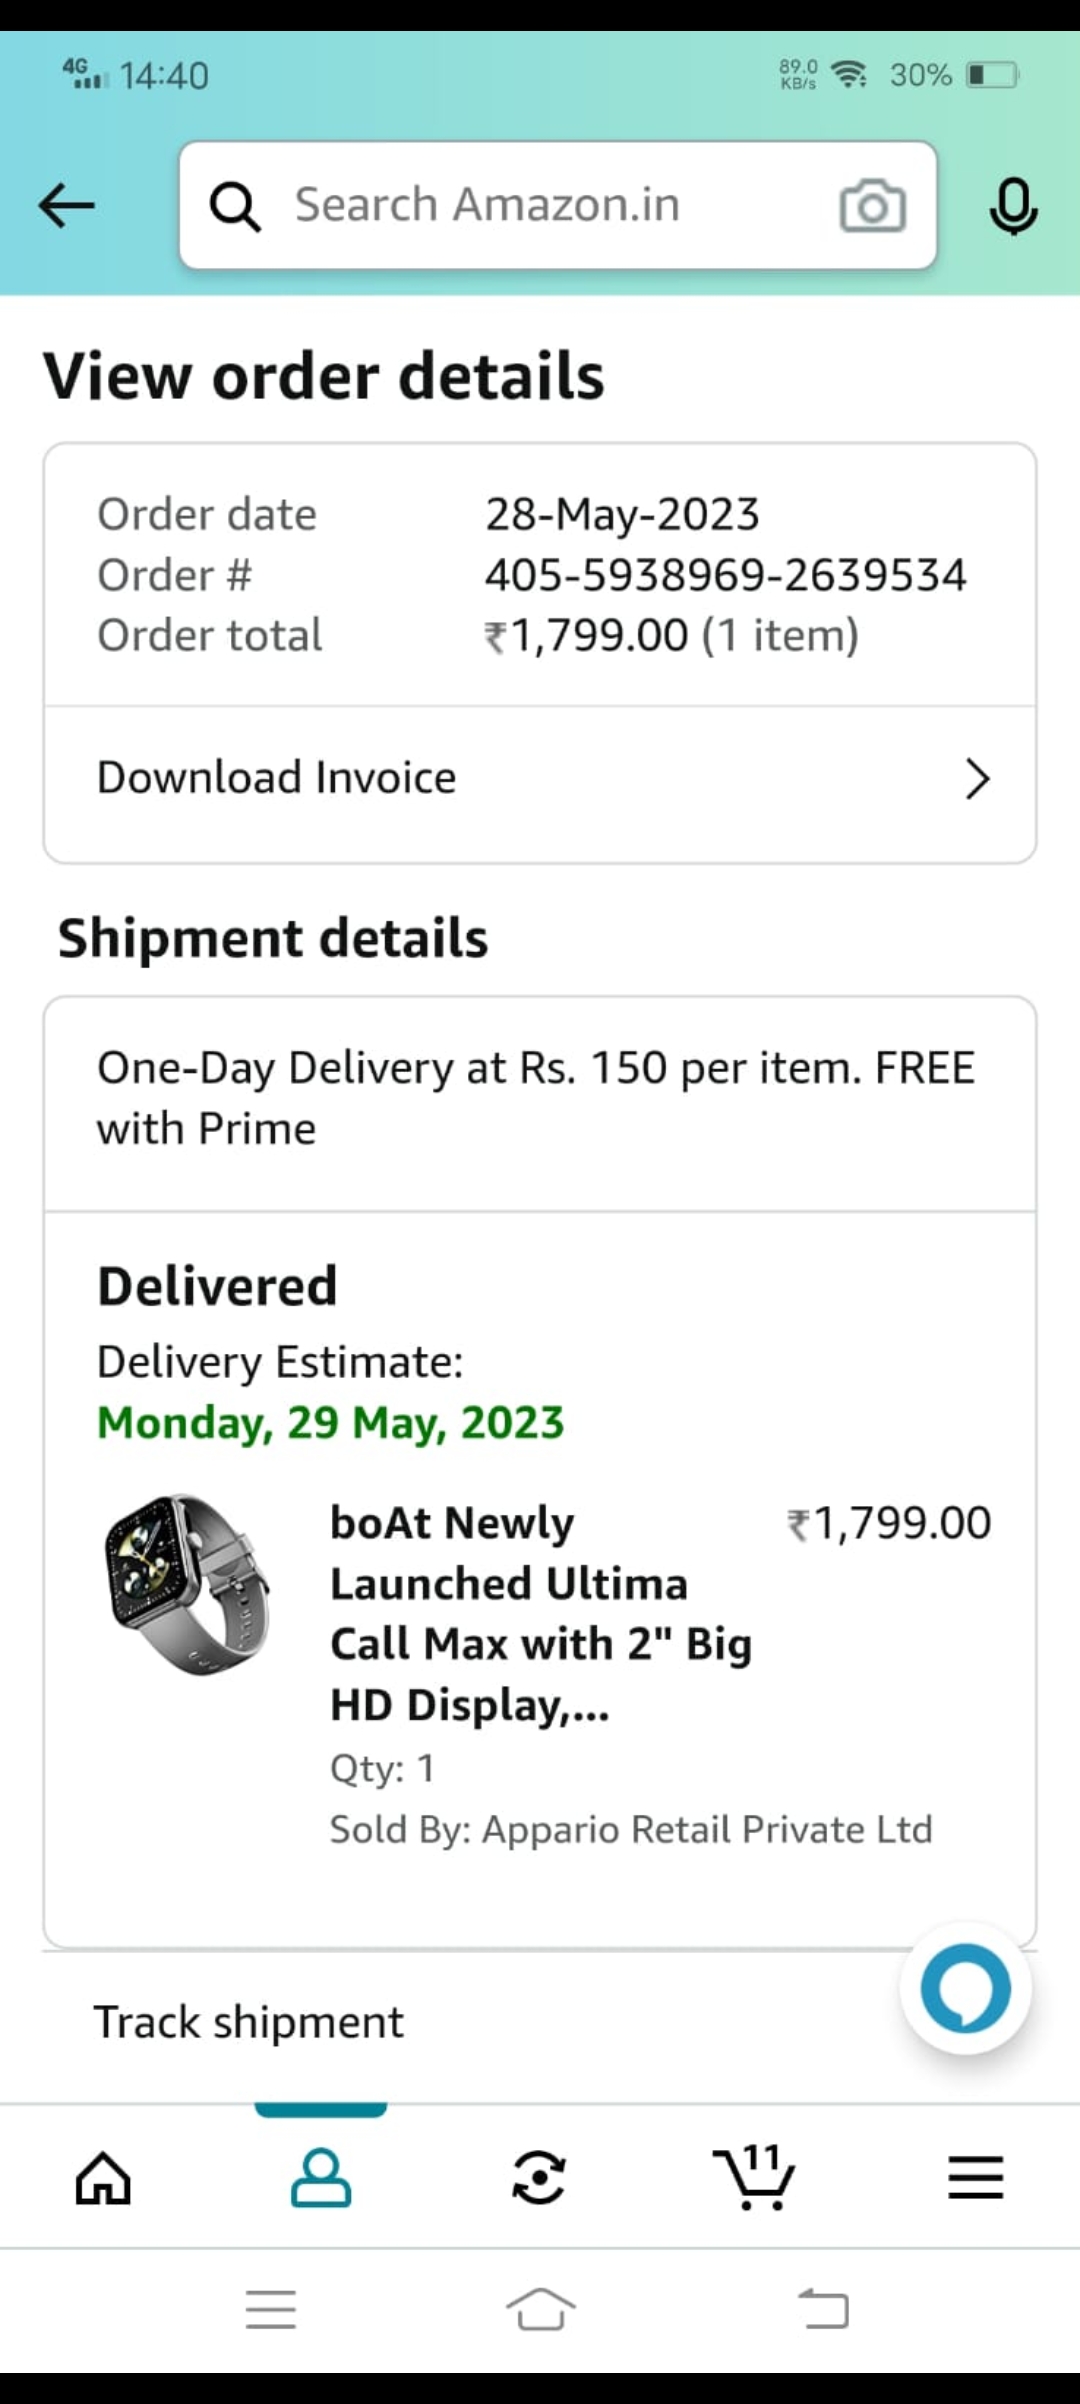 4G 14:40 89.0 KB/s 30%
Search Amazon.in
View order details
Order date 28-May-2023
Order # 405-5938969-2639534
Order total ₹1,799.00 (1 item)
Download Invoice
Shipment details
One-Day Delivery at Rs. 150 per item. FREE
with Prime
Delivered
Delivery Estimate:
Monday, 29 May, 2023
boAt Newly ₹1,799.00
Launched Ultima
Call Max with 2" Big
HD Display,...
Qty: 1
Sold By: Appario Retail Private Ltd
Track shipment
11